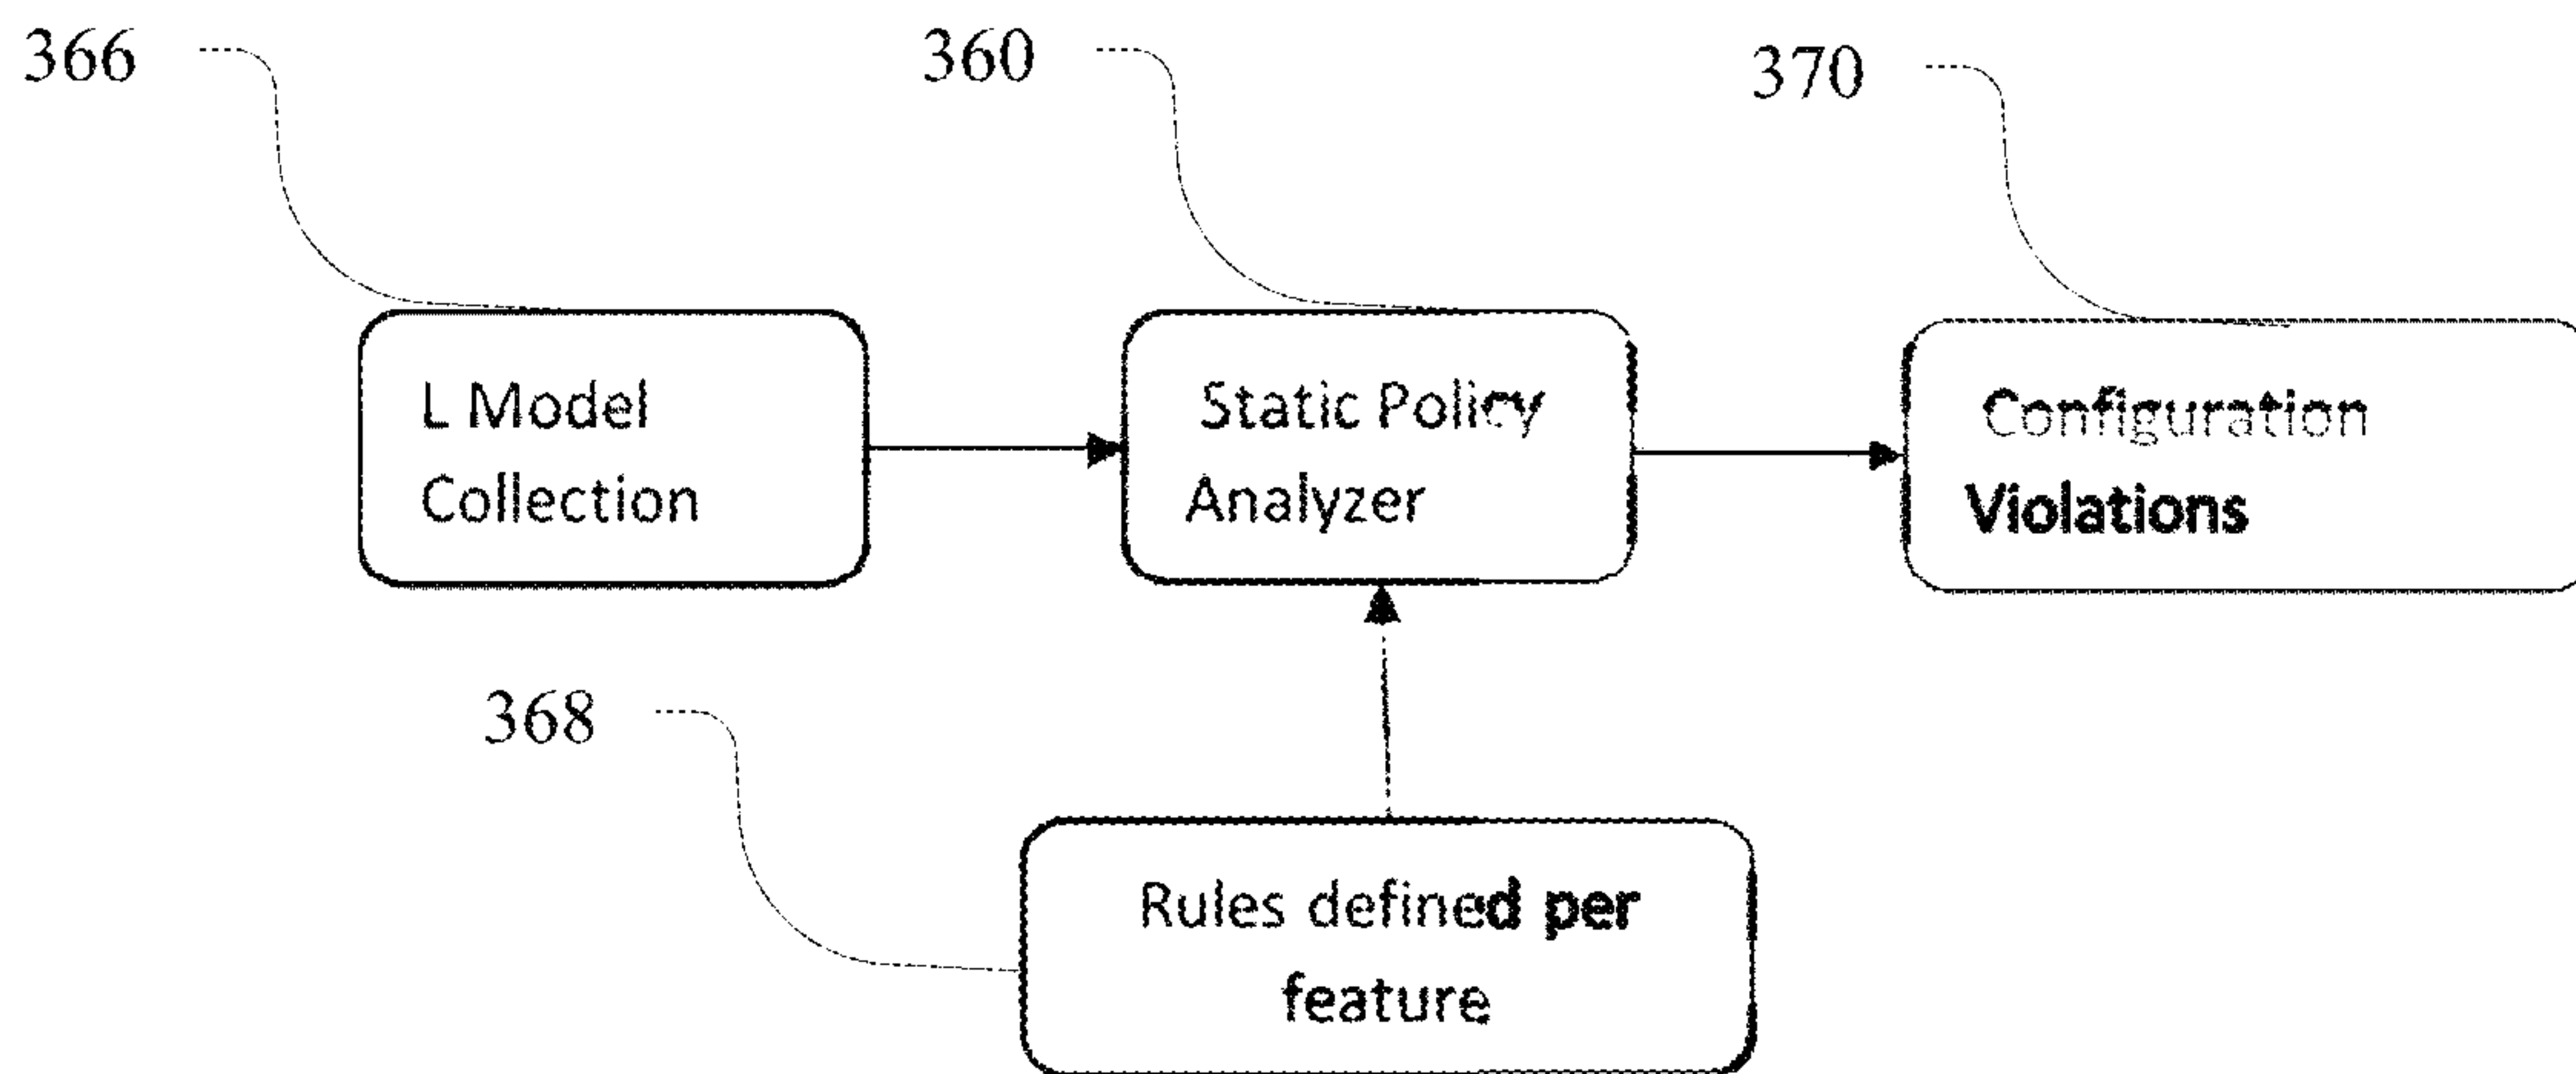 366
360
370
L Model
Collection
Static Policy
Analyzer
Configuration
Violations
368
Rules defined per
feature